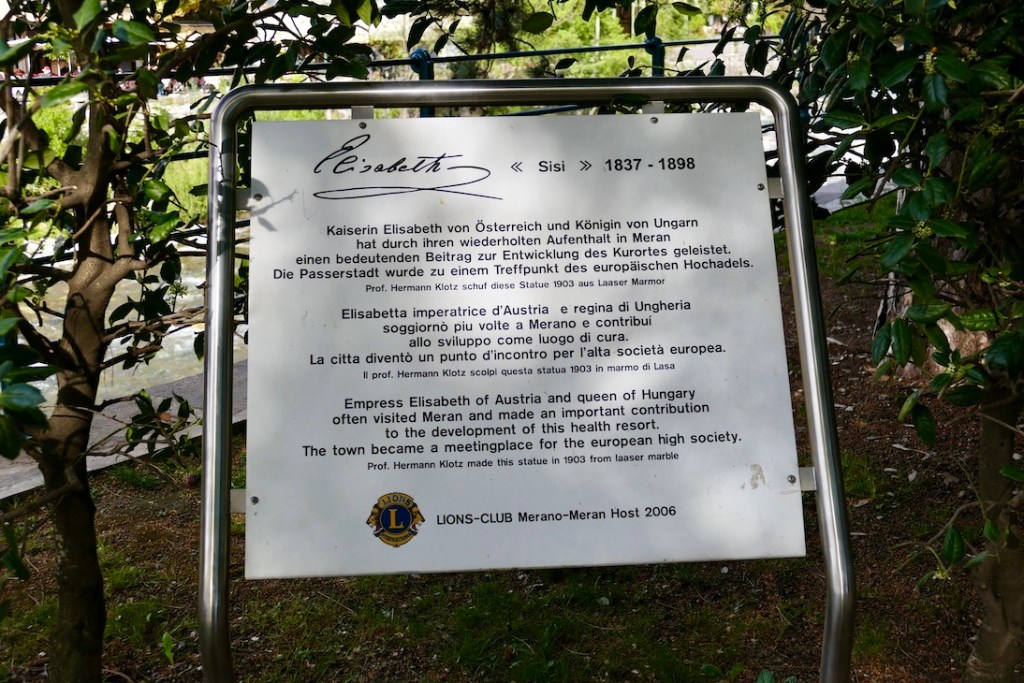 Elisabeth « Sisi » 1837 - 1898
Kaiserin Elisabeth von Österreich und Königin von Ungarn
hat durch ihren wiederholten Aufenthalt in Meran
einen bedeutenden Beitrag zur Entwicklung des Kurortes geleistet.
Die Passerstadt wurde zu einem Treffpunkt des europäischen Hochadels.
Prof. Hermann Klotz schuf diese Statue 1903 aus Laaser Marmor
Elisabetta imperatrice d'Austria e regina di Ungheria
soggiornò piu volte a Merano e contribuí
allo sviluppo come luogo di cura.
La citta diventò un punto d'incontro per l'alta società europea.
Il prof. Hermann Klotz scolpi questa statua 1903 in marmo di Lasa
Empress Elisabeth of Austria and queen of Hungary
often visited Meran and made an important contribution
to the development of this health resort.
The town became a meetingplace for the european high society.
Prof. Hermann Klotz made this statue in 1903 from laaser marble
LIONS
L
INTERNATIONAL
LIONS-CLUB Merano-Meran Host 2006